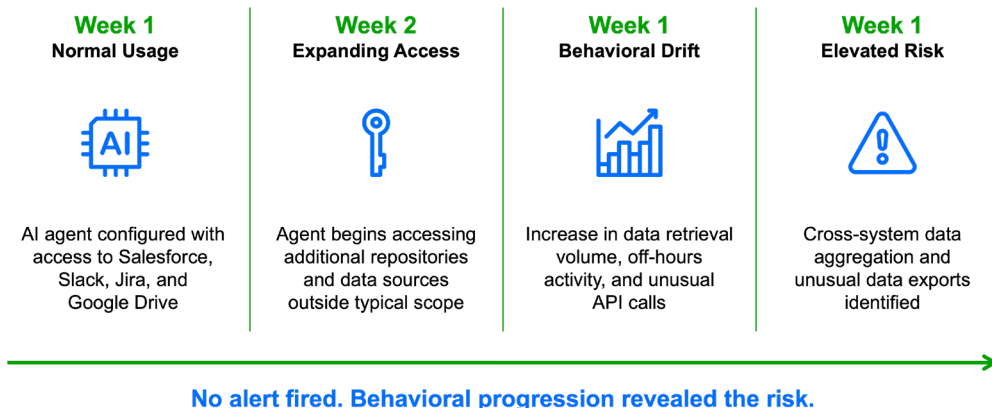 Week 1
Normal Usage
AI
AI agent configured with
access to Salesforce,
Slack, Jira, and
Google Drive
Week 2
Expanding Access
Agent begins accessing
additional repositories
and data sources
outside typical scope
Week 1
Behavioral Drift
Increase in data retrieval
volume, off-hours
activity, and unusual
API calls
Week 1
Elevated Risk
Cross-system data
aggregation and
unusual data exports
identified
No alert fired. Behavioral progression revealed the risk.